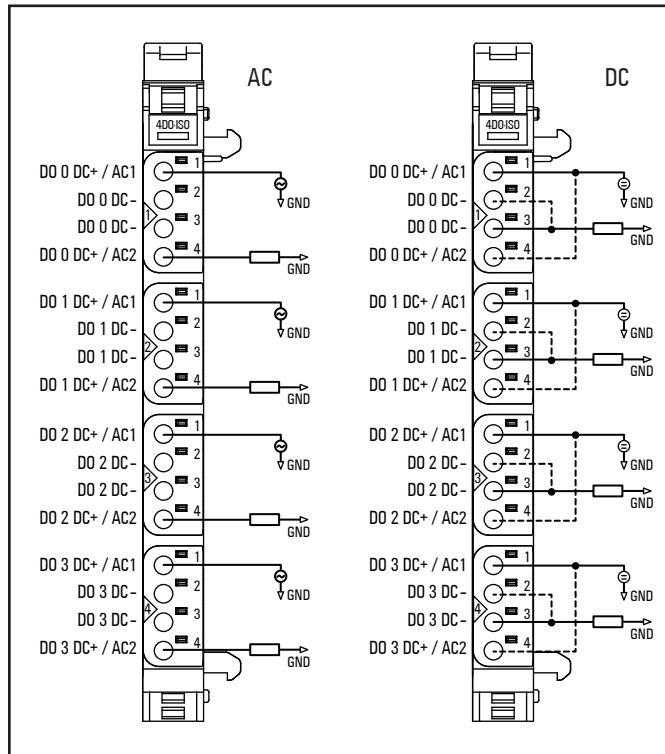 AC
4DO-ISO
DO 0 DC+ / AC1 1
DO 0 DC- 2
GND
1
DO 0 DC- 3
DO 0 DC+ / AC2 4
GND
DO 1 DC+ / AC1 1
DO 1 DC- 2
GND
2
DO 1 DC- 3
DO 1 DC+ / AC2 4
GND
DO 2 DC+ / AC1 1
DO 2 DC- 2
GND
3
DO 2 DC- 3
DO 2 DC+ / AC2 4
GND
DO 3 DC+ / AC1 1
DO 3 DC- 2
GND
4
DO 3 DC- 3
DO 3 DC+ / AC2 4
GND
DC
4DO-ISO
DO 0 DC+ / AC1 1
DO 0 DC- 2
GND
1
DO 0 DC- 3
GND
DO 0 DC+ / AC2 4
DO 1 DC+ / AC1 1
DO 1 DC- 2
GND
2
DO 1 DC- 3
GND
DO 1 DC+ / AC2 4
DO 2 DC+ / AC1 1
DO 2 DC- 2
GND
3
DO 2 DC- 3
GND
DO 2 DC+ / AC2 4
DO 3 DC+ / AC1 1
DO 3 DC- 2
GND
4
DO 3 DC- 3
GND
DO 3 DC+ / AC2 4